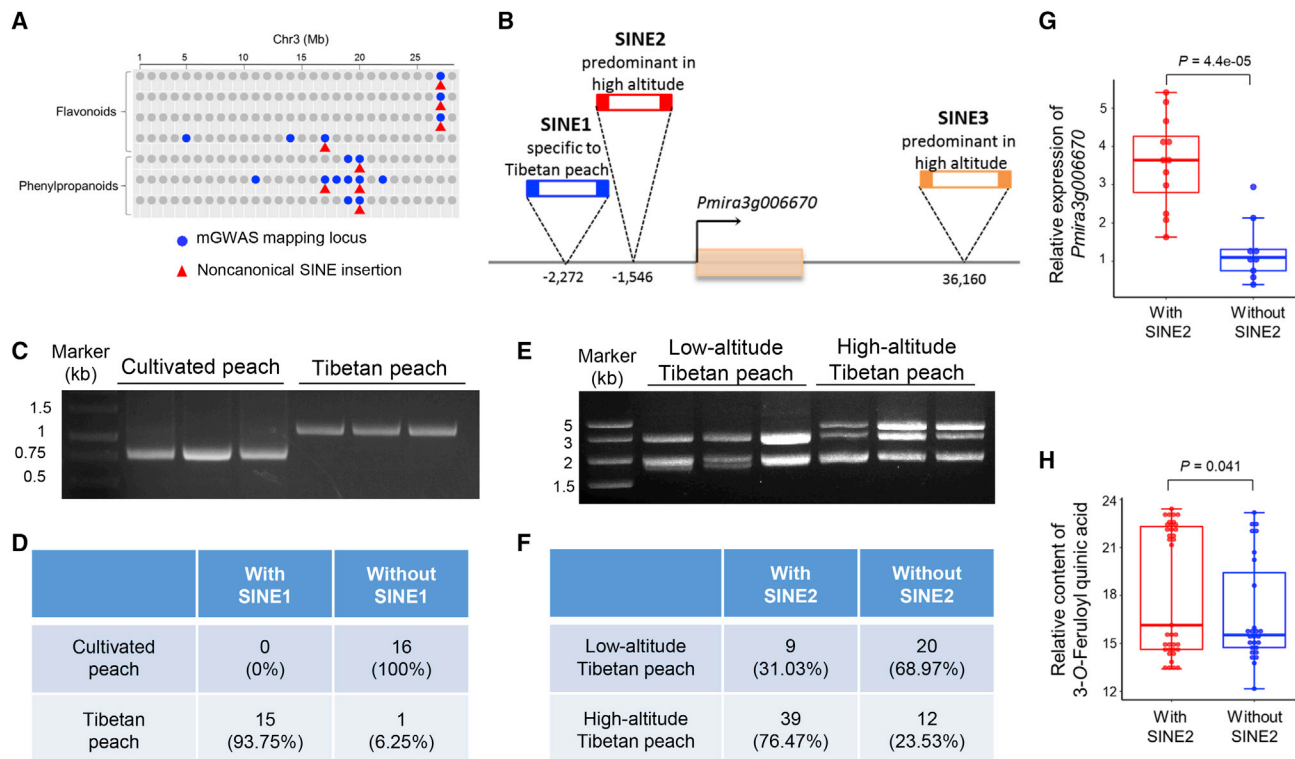 A
Chr3 (Mb)
1 5 10 15 20 25
Flavonoids
Phenylpropanoids
mGWAS mapping locus
Noncanonical SINE insertion
B
SINE1
specific to
Tibetan peach
SINE2
predominant in
high altitude
SINE3
predominant in
high altitude
Pmira3g006670
-2,272
-1,546
36,160
C
Marker
(kb)
Cultivated peach
Tibetan peach
1.5
1
0.75
0.5
D
With
SINE1
Without
SINE1
Cultivated
peach
0
(0%)
16
(100%)
Tibetan
peach
15
(93.75%)
1
(6.25%)
E
Marker
(kb)
Low-altitude
Tibetan peach
High-altitude
Tibetan peach
5
3
2
1.5
F
With
SINE2
Without
SINE2
Low-altitude
Tibetan peach
9
(31.03%)
20
(68.97%)
High-altitude
Tibetan peach
39
(76.47%)
12
(23.53%)
G
P = 4.4e-05
Relative expression of
Pmira3g006670
5
4
3
2
1
With
SINE2
Without
SINE2
H
P = 0.041
Relative content of
3-O-Feruloyl quinic acid
24
21
18
15
12
With
SINE2
Without
SINE2